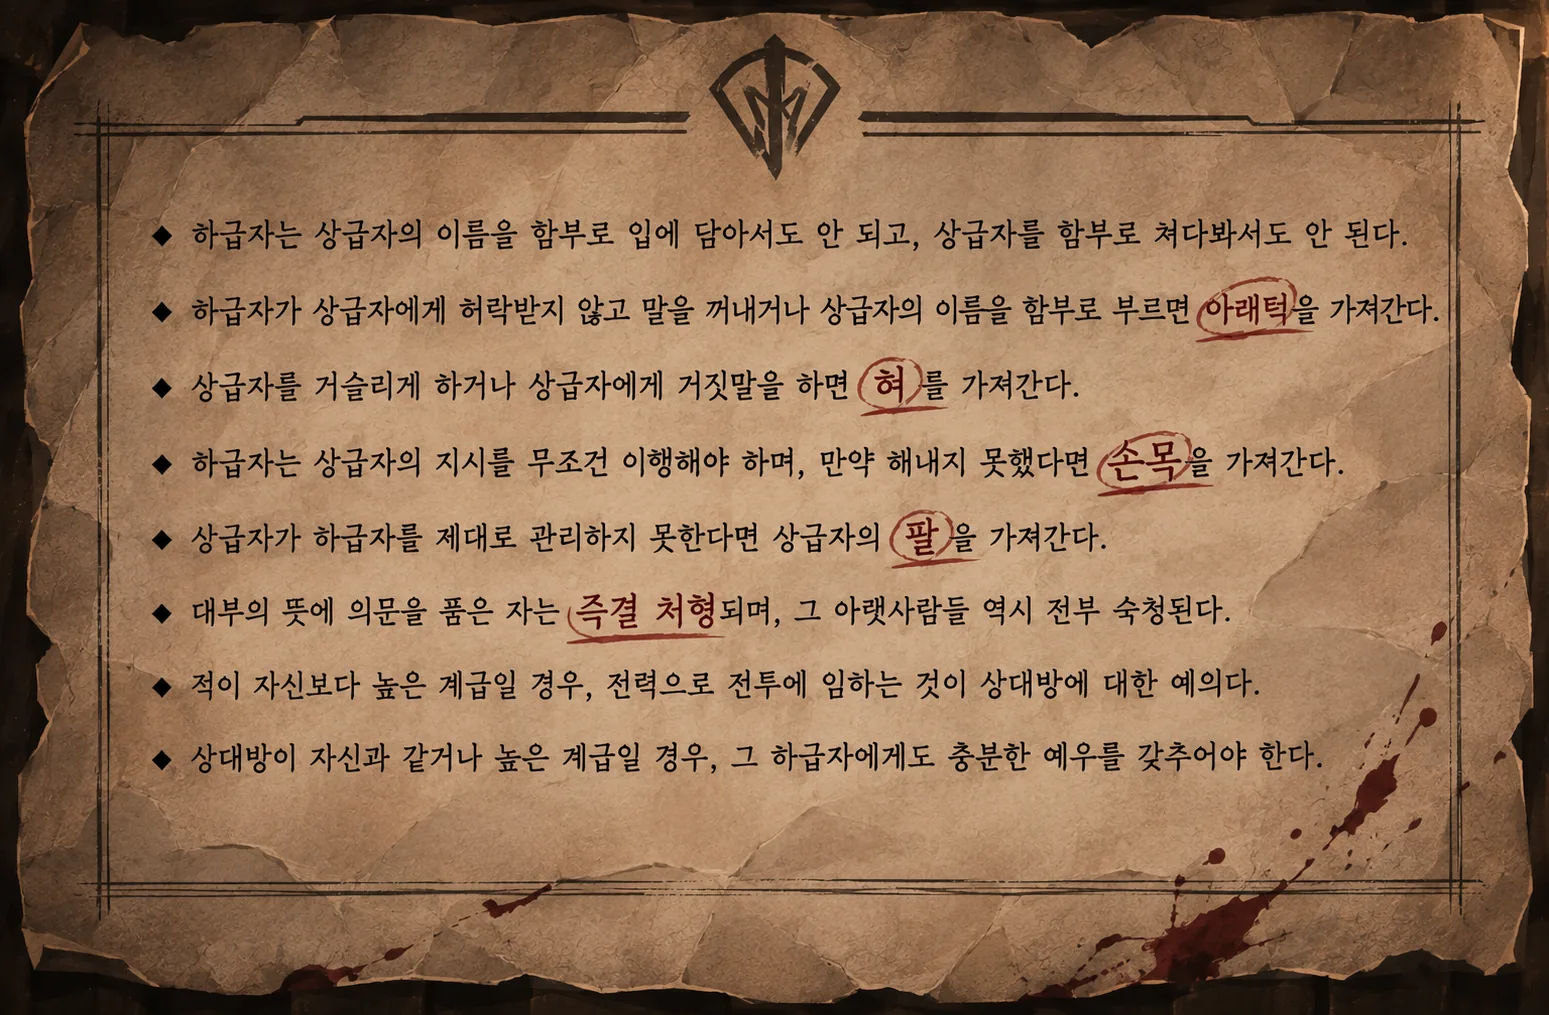 ◆ 하급자는 상급자의 이름을 함부로 입에 담아서도 안 되고, 상급자를 함부로 쳐다봐서도 안 된다.
◆ 하급자가 상급자에게 허락받지 않고 말을 꺼내거나 상급자의 이름을 함부로 부르면 아래턱을 가져간다.
◆ 상급자를 거슬리게 하거나 상급자에게 거짓말을 하면 혀를 가져간다.
◆ 하급자는 상급자의 지시를 무조건 이행해야 하며, 만약 해내지 못했다면 손목을 가져간다.
◆ 상급자가 하급자를 제대로 관리하지 못한다면 상급자의 팔을 가져간다.
◆ 대부의 뜻에 의문을 품은 자는 즉결 처형되며, 그 아랫사람들 역시 전부 숙청된다.
◆ 적이 자신보다 높은 계급일 경우, 전력으로 전투에 임하는 것이 상대방에 대한 예의다.
◆ 상대방이 자신과 같거나 높은 계급일 경우, 그 하급자에게도 충분한 예우를 갖추어야 한다.